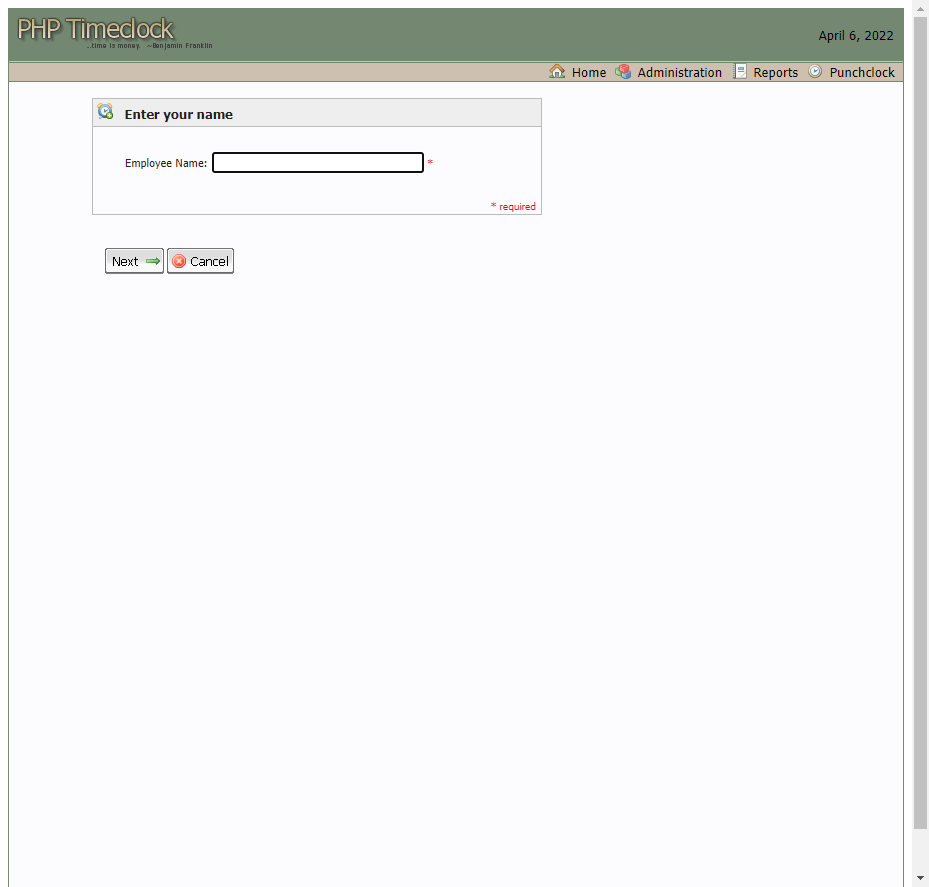 PHP Timeclock
...time is money. —Benjamin Franklin
April 6, 2022
Home Administration Reports Punchclock
Enter your name
Employee Name: *
* required
Next Cancel